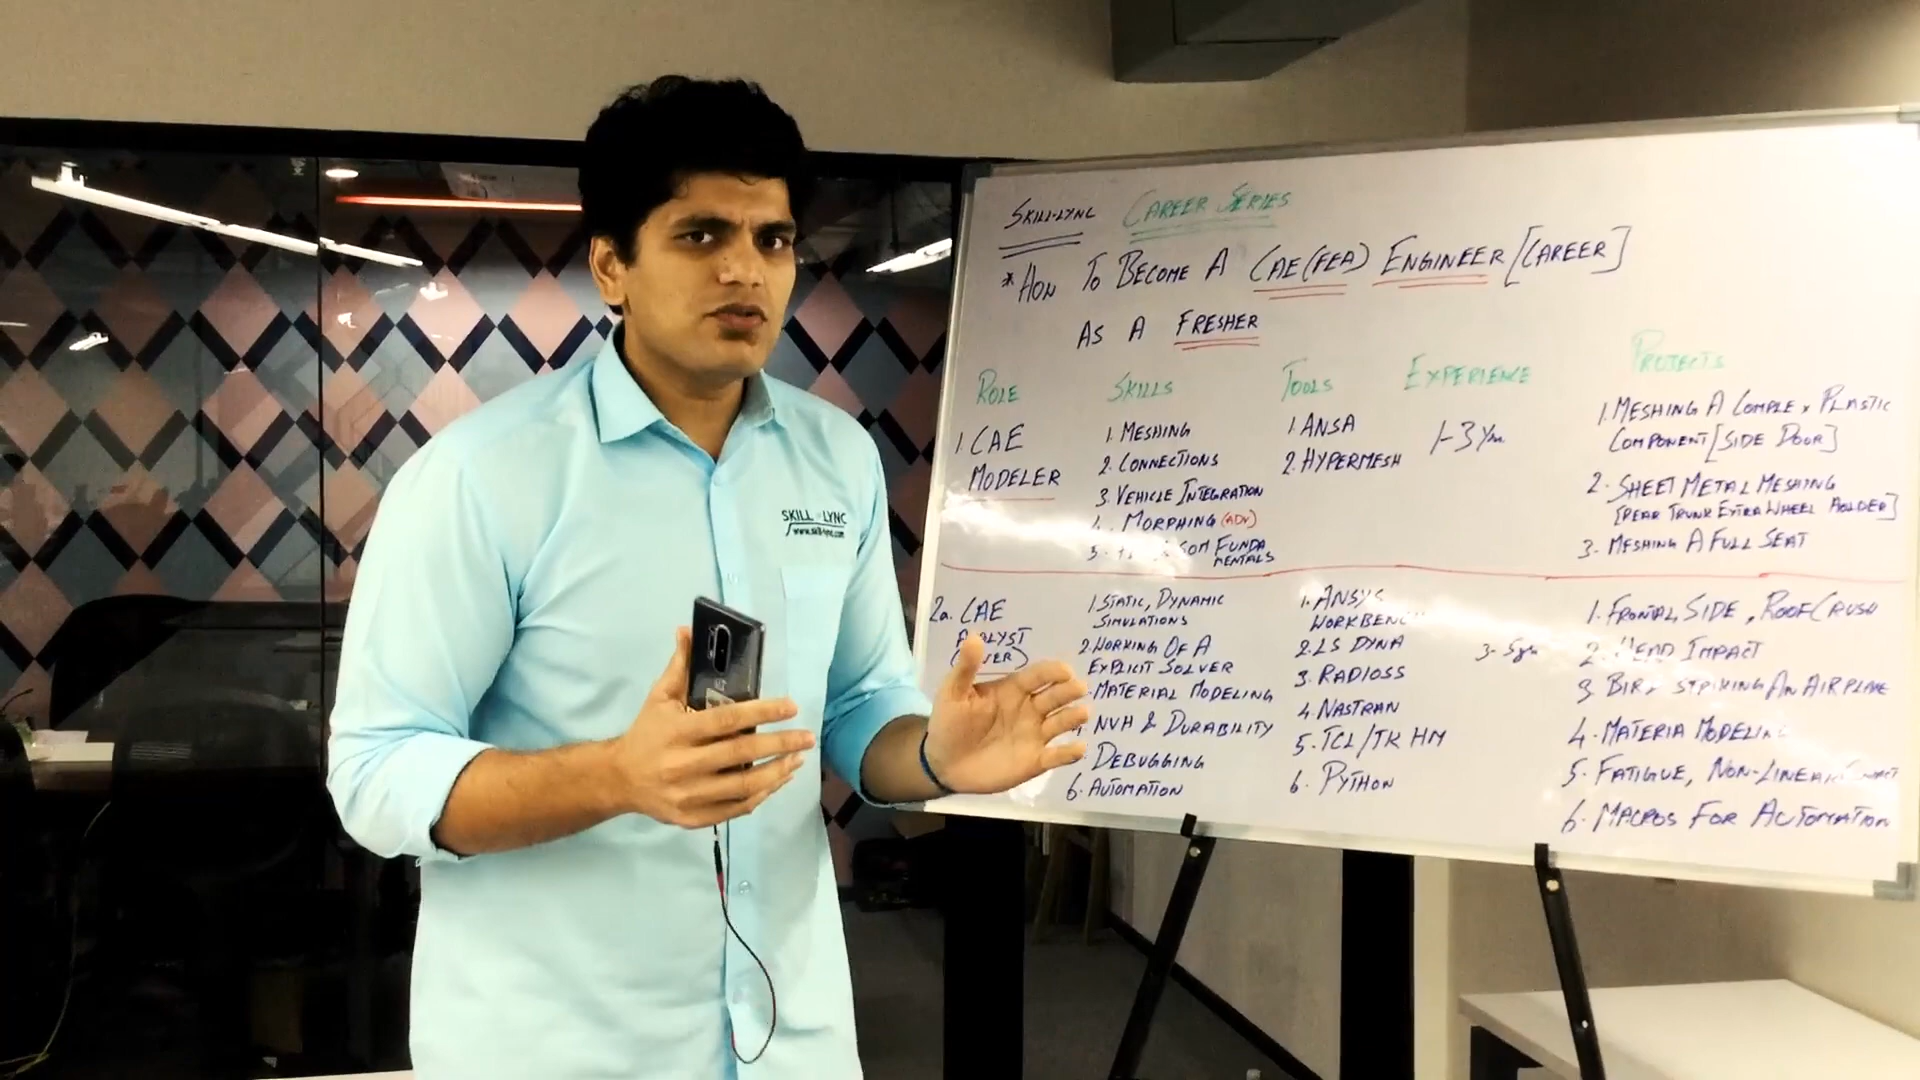 SKILL-LYNC CAREER SERIES
* HOW TO BECOME A CAE(FEA) ENGINEER [CAREER]
AS A FRESHER
ROLE SKILLS TOOLS EXPERIENCE PROJECTS
1. CAE
MODELER
1. MESHING
2. CONNECTIONS
3. VEHICLE INTEGRATION
4. MORPHING (ADV)
5. GOM FUNDA
MENTALS
1. ANSA
2. HYPERMESH
1-3 Yrs
1. MESHING A COMPLEX PLASTIC
COMPONENT [SIDE DOOR]
2. SHEET METAL MESHING
[REAR TRUNK EXTRA WHEEL HOLDER]
3. MESHING A FULL SEAT
2a. CAE
1. STATIC, DYNAMIC
SIMULATIONS
2. WORKING OF A
EXPLICIT SOLVER
MATERIAL MODELING
NVH & DURABILITY
DEBUGGING
6. AUTOMATION
1. ANSYS
WORKBENCH
2. LS DYNA
3. RADIOSS
4. NASTRAN
5. TCL/TK HM
6. PYTHON
3-5yrs
1. FRONTAL, SIDE, ROOF CRUSH
2. HEAD IMPACT
3. BIRD STRIKING AN AIRPLANE
4. MATERIA MODELING
5. FATIGUE, NON-LINEAR
6. MACROS FOR AUTOMATION
SKILL LYNC
www.skill-lync.com